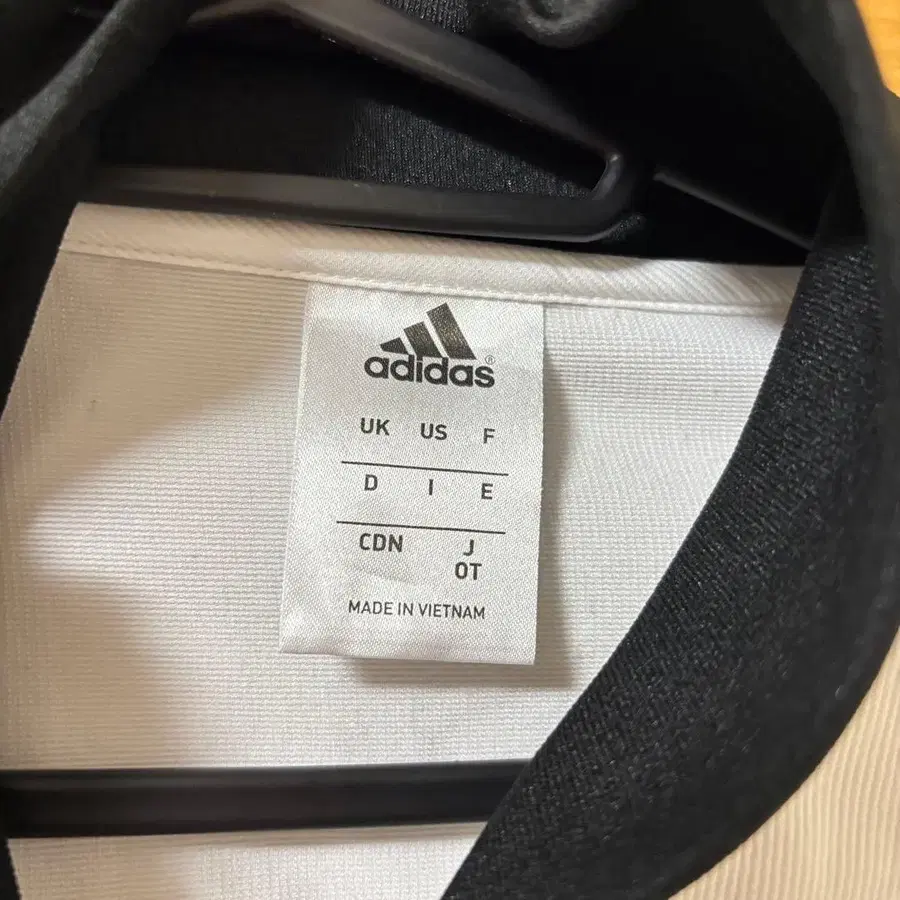 adidas®
UK US F
D I E
CDN J
OT
MADE IN VIETNAM